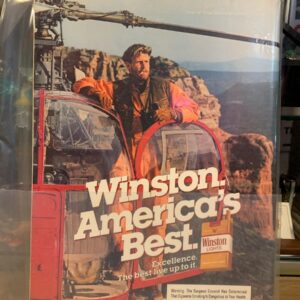 Winston.
America's
Best.
Excellence.
The best live up to it.
Winston
LIGHTS
Warning: The Surgeon General Has Determined
That Cigarette Smoking Is Dangerous to Your Health.